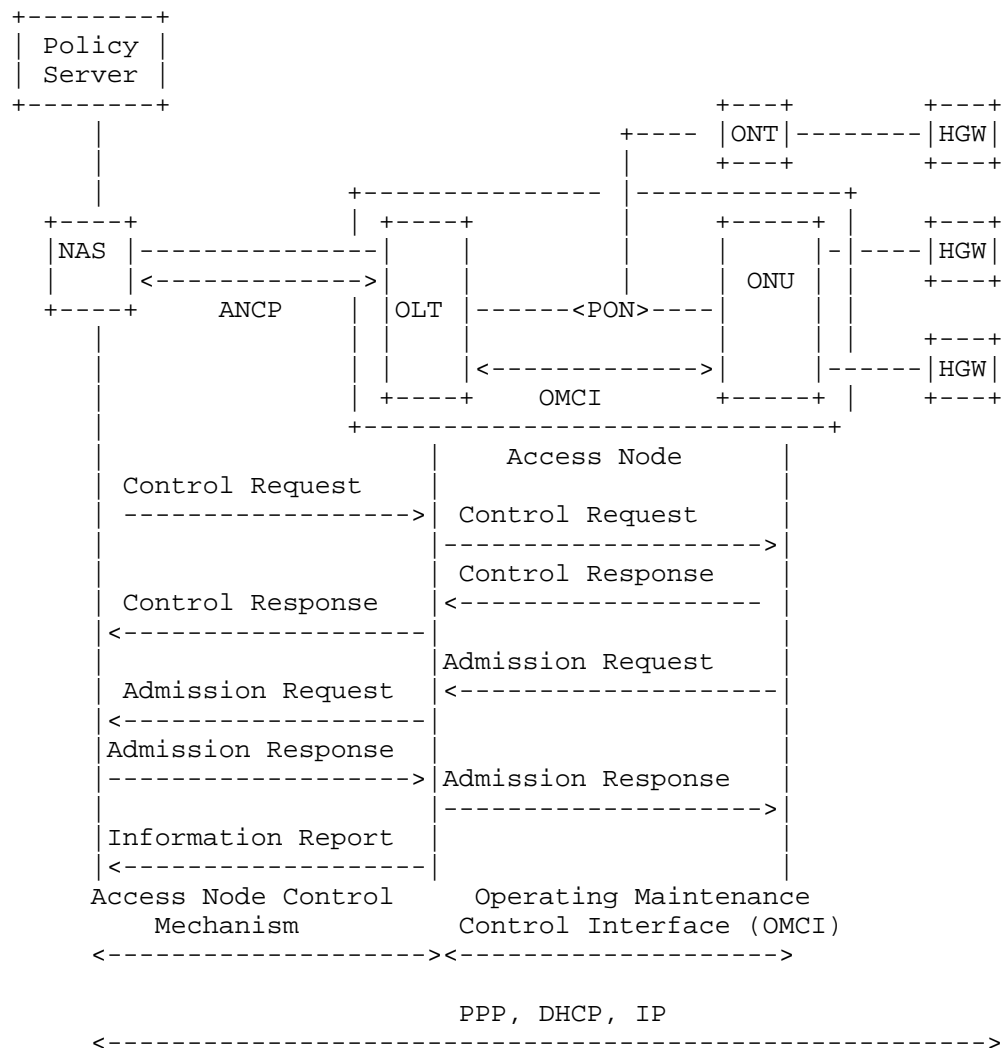 Policy
Server
ONT HGW
NAS HGW
ONU
ANCP OLT <PON>
HGW
OMCI
Access Node
Control Request
Control Request
Control Response
Control Response
Admission Request
Admission Request
Admission Response
Admission Response
Information Report
Access Node Control Operating Maintenance
Mechanism Control Interface (OMCI)
PPP, DHCP, IP